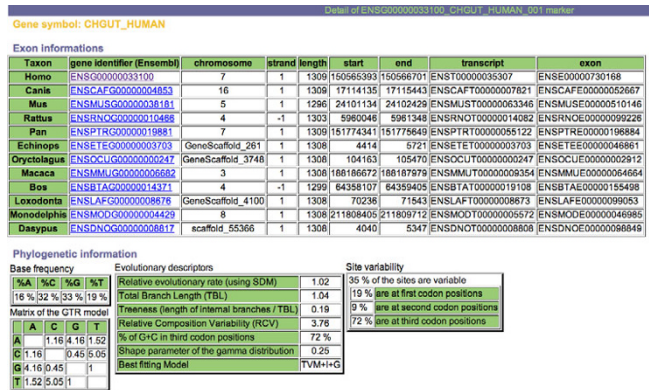 Detail of ENSG00000033100_CHGUT_HUMAN_001 marker
Gene symbol: CHGUT_HUMAN
Exon informations
Taxon gene identifier (Ensembl) chromosome strand length start end transcript exon
Homo ENSG00000033100 7 1 1309 150565393 150566701 ENST00000035307 ENSE00000730168
Canis ENSCAFG00000004853 16 1 1309 17114135 17115443 ENSCAFT00000007821 ENSCAFE00000052667
Mus ENSMUSG00000038181 5 1 1296 24101134 24102429 ENSMUST00000063346 ENSMUSE00000510146
Rattus ENSRNOG00000010466 4 -1 1303 5960046 5961348 ENSRNOT00000014082 ENSRNOE00000099226
Pan ENSPTRG00000019881 7 1 1309 151774341 151775649 ENSPTRT00000055122 ENSPTRE00000196884
Echinops ENSETEG00000003703 GeneScaffold_261 1 1308 4414 5721 ENSETET00000003703 ENSETEE00000046861
Oryctolagus ENSOCUG00000000247 GeneScaffold_3748 1 1308 104163 105470 ENSOCUT00000000247 ENSOCUE00000002912
Macaca ENSMMUG00000006682 3 1 1308 188186672 188187979 ENSMMUT00000009354 ENSMMUE00000064664
Bos ENSBTAG00000014371 4 -1 1299 64358107 64359405 ENSBTAT00000019108 ENSBTAE00000155498
Loxodonta ENSLAFG00000008676 GeneScaffold_4100 1 1308 70236 71543 ENSLAFT00000008673 ENSLAFE00000099053
Monodelphis ENSMODG00000004429 8 1 1308 211808405 211809712 ENSMODT00000005572 ENSMODE00000046985
Dasypus ENSDNOG00000008817 scaffold_55366 1 1308 4040 5347 ENSDNOT00000008808 ENSDNOE00000098849
Phylogenetic information
Base frequency
%A %C %G %T
16 % 32 % 33 % 19 %
Matrix of the GTR model
A C G T
A 1.16 4.16 1.52
C 1.16 0.45 5.05
G 4.16 0.45 1
T 1.52 5.05 1
Evolutionary descriptors
Relative evolutionary rate (using SDM) 1.02
Total Branch Length (TBL) 1.04
Treeness (length of internal branches / TBL) 0.19
Relative Composition Variability (RCV) 3.76
% of G+C in third codon positions 72 %
Shape parameter of the gamma distribution 0.25
Best fitting Model TVM+I+G
Site variability
35 % of the sites are variable
19 % are at first codon positions
9 % are at second codon positions
72 % are at third codon positions